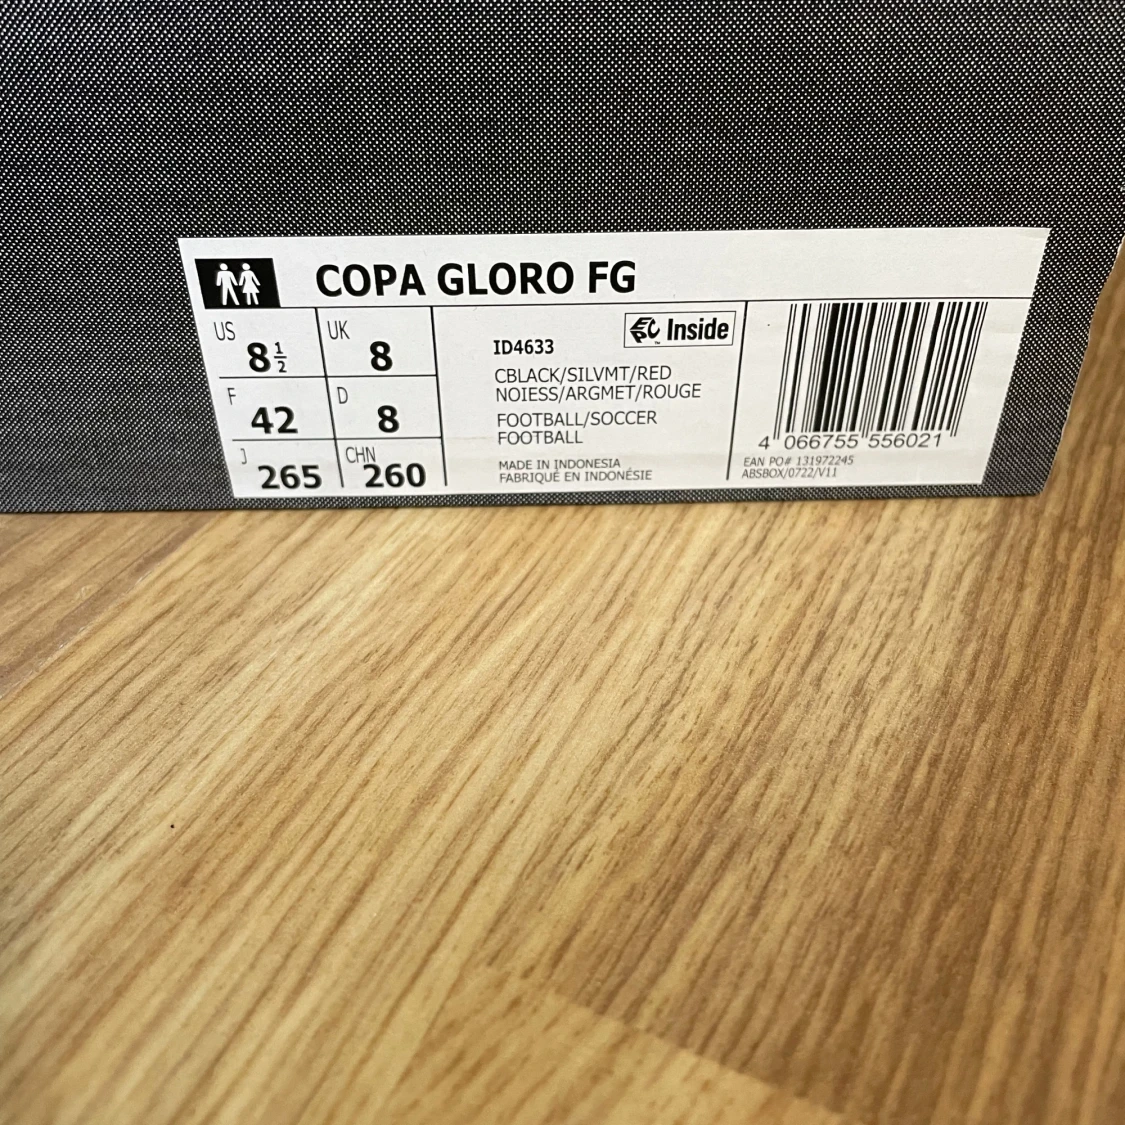 COPA GLORO FG
US 8 1/2
UK 8
F 42
D 8
J 265
CHN 260
Inside
ID4633
CBLACK/SILVMT/RED
NOIESS/ARGMET/ROUGE
FOOTBALL/SOCCER
FOOTBALL
MADE IN INDONESIA
FABRIQUÉ EN INDONÉSIE
4 066755 556021
EAN PO# 131972245
ABSBOX/0722/V11